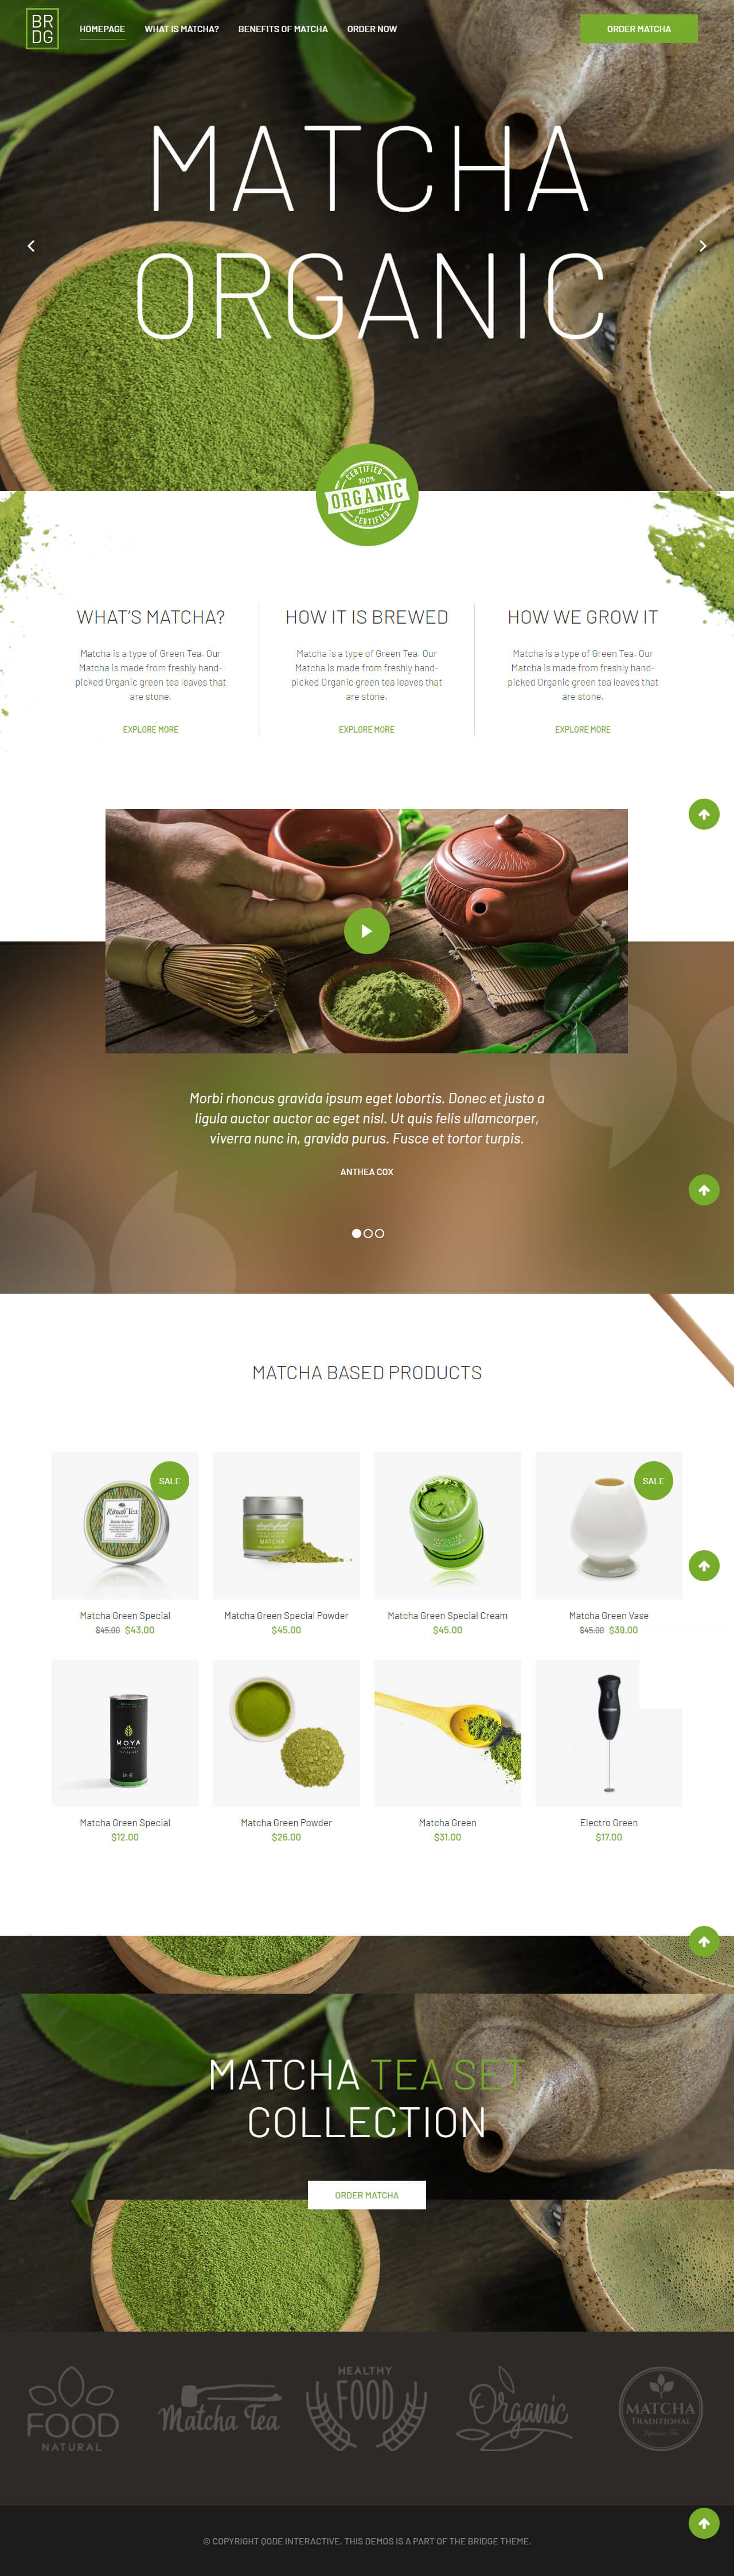 BR
DG
HOMEPAGE
WHAT IS MATCHA?
BENEFITS OF MATCHA
ORDER NOW
ORDER MATCHA
MATCHA
ORGANIC
CERTIFIED
100%
ORGANIC
All Natural
CERTIFIED
WHAT'S MATCHA?
Matcha is a type of Green Tea. Our
Matcha is made from freshly hand-
picked Organic green tea leaves that
are stone.
EXPLORE MORE
HOW IT IS BREWED
Matcha is a type of Green Tea. Our
Matcha is made from freshly hand-
picked Organic green tea leaves that
are stone.
EXPLORE MORE
HOW WE GROW IT
Matcha is a type of Green Tea. Our
Matcha is made from freshly hand-
picked Organic green tea leaves that
are stone.
EXPLORE MORE
Morbi rhoncus gravida ipsum eget lobortis. Donec et justo a
ligula auctor auctor ac eget nisl. Ut quis felis ullamcorper,
viverra nunc in, gravida purus. Fusce et tortor turpis.
ANTHEA COX
MATCHA BASED PRODUCTS
Rituali Tea
SALE
MATCHA
MATCHA
SALE
Matcha Green Special
$45.00 $43.00
Matcha Green Special Powder
$45.00
Matcha Green Special Cream
$45.00
Matcha Green Vase
$45.00 $39.00
MOYA
Matcha Green Special
$12.00
Matcha Green Powder
$26.00
Matcha Green
$31.00
Electro Green
$17.00
MATCHA TEA SET
COLLECTION
ORDER MATCHA
FOOD
NATURAL
Matcha Tea
HEALTHY
FOOD
Organic
MATCHA
TRADITIONAL
Japanese Tea
© COPYRIGHT QODE INTERACTIVE. THIS DEMOS IS A PART OF THE BRIDGE THEME.